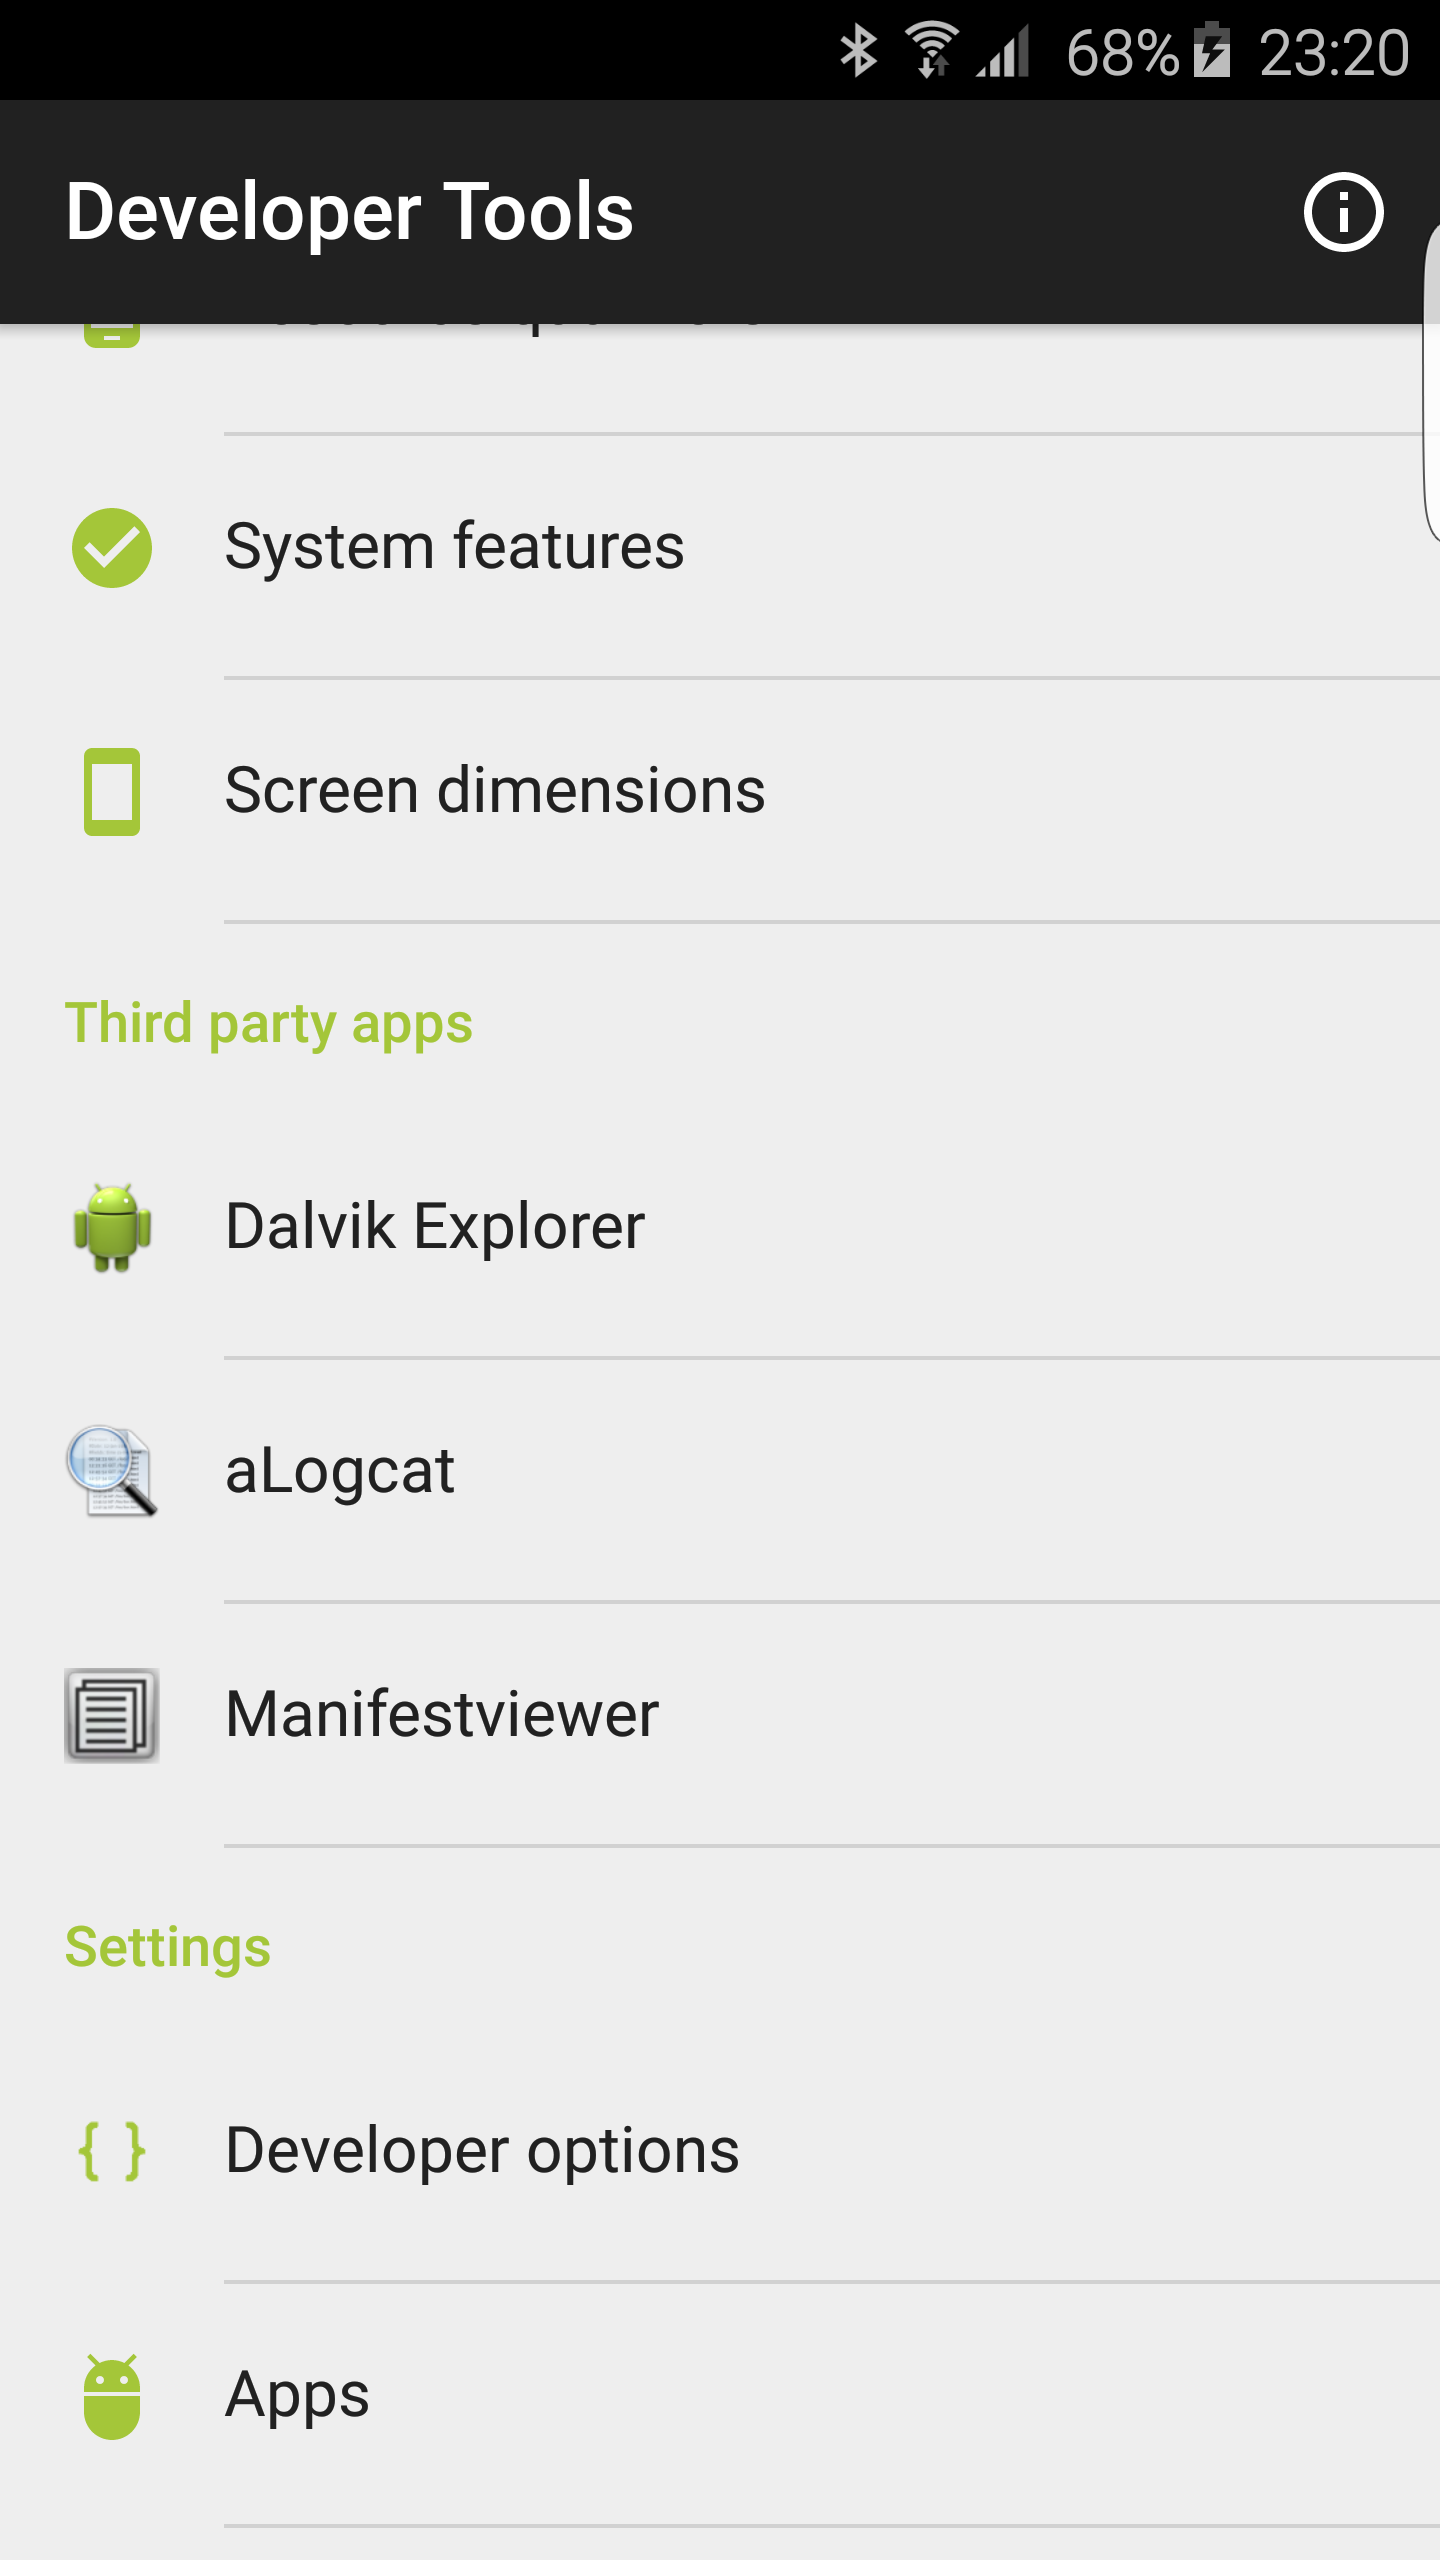 68% 23:20
Developer Tools
System features
Screen dimensions
Third party apps
Dalvik Explorer
aLogcat
Manifestviewer
Settings
{ } Developer options
Apps